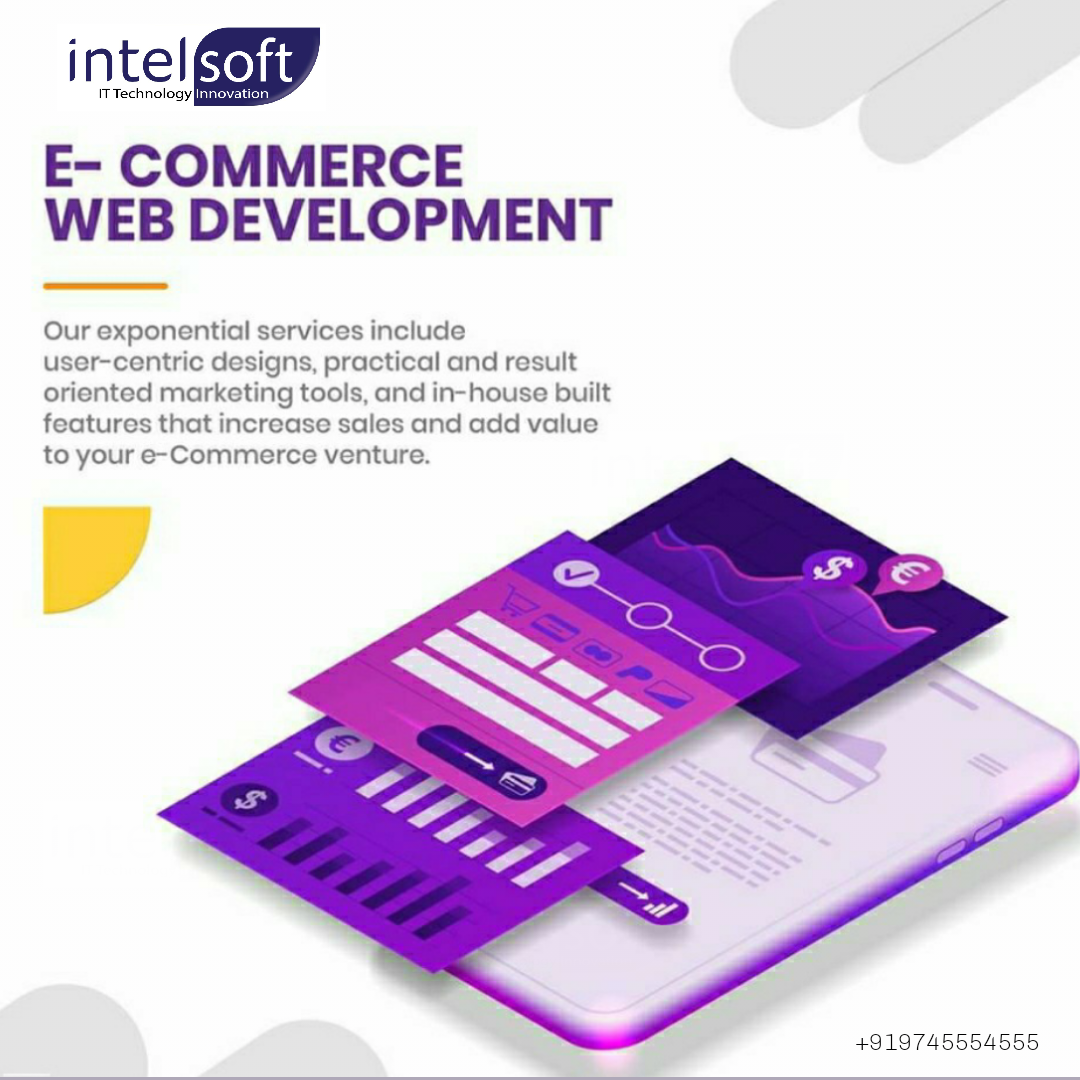 intelsoft
IT Technology Innovation
E- COMMERCE
WEB DEVELOPMENT
Our exponential services include
user-centric designs, practical and result
oriented marketing tools, and in-house built
features that increase sales and add value
to your e-Commerce venture.
$ €
€
$
+919745554555